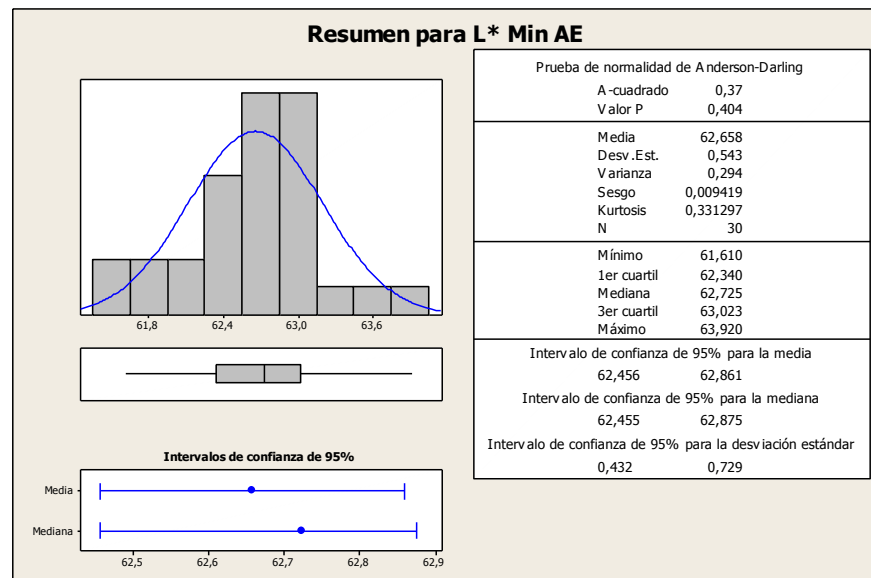 Resumen para L* Min AE
61,8 62,4 63,0 63,6
Intervalos de confianza de 95%
Media
Mediana
62,5 62,6 62,7 62,8 62,9
Prueba de normalidad de Anderson-Darling
A-cuadrado 0,37
Valor P 0,404
Media 62,658
Desv.Est. 0,543
Varianza 0,294
Sesgo 0,009419
Kurtosis 0,331297
N 30
Mínimo 61,610
1er cuartil 62,340
Mediana 62,725
3er cuartil 63,023
Máximo 63,920
Intervalo de confianza de 95% para la media
62,456 62,861
Intervalo de confianza de 95% para la mediana
62,455 62,875
Intervalo de confianza de 95% para la desviación estándar
0,432 0,729